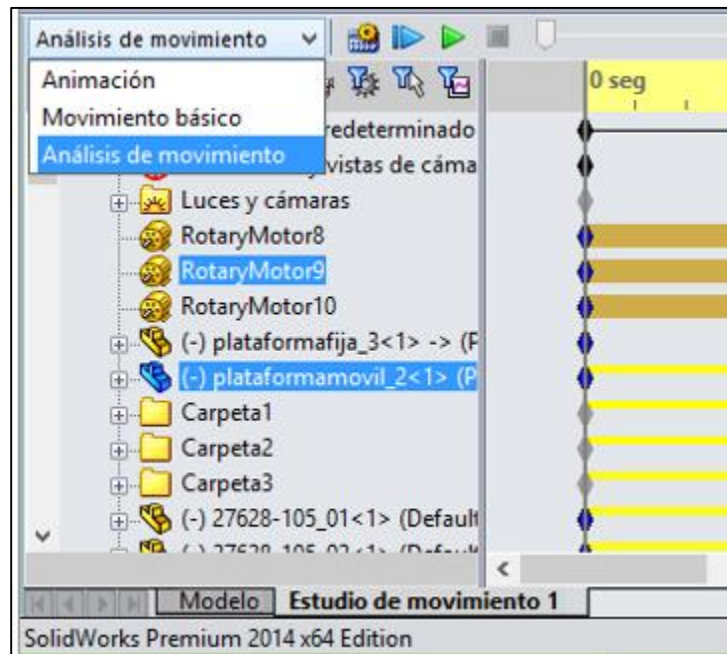 Análisis de movimiento
Animación
Movimiento básico
Análisis de movimiento
0 seg
redeterminado
vistas de cáma
Luces y cámaras
RotaryMotor8
RotaryMotor9
RotaryMotor10
(-) plataformafija_3<1> -> (P
(-) plataformamovil_2<1> (P
Carpeta1
Carpeta2
Carpeta3
(-) 27628-105_01<1> (Default
Modelo Estudio de movimiento 1
SolidWorks Premium 2014 x64 Edition